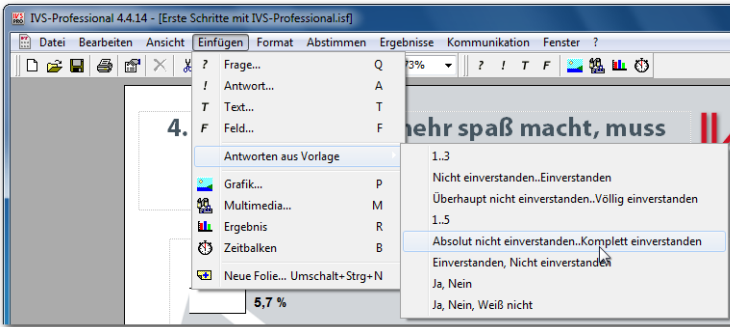 IVS-Professional 4.4.14 - [Erste Schritte mit IVS-Professional.isf]
Datei Bearbeiten Ansicht Einfügen Format Abstimmen Ergebnisse Kommunikation Fenster ?
73% ? ! T F
? Frage... Q
! Antwort... A
T Text... T
F Feld... F
Antworten aus Vorlage
Grafik... P
Multimedia... M
Ergebnis R
Zeitbalken B
Neue Folie... Umschalt+Strg+N
4. mehr spaß macht, muss
1..3
Nicht einverstanden..Einverstanden
Überhaupt nicht einverstanden..Völlig einverstanden
1..5
Absolut nicht einverstanden..Komplett einverstanden
Einverstanden, Nicht einverstanden
Ja, Nein
Ja, Nein, Weiß nicht
5,7 %